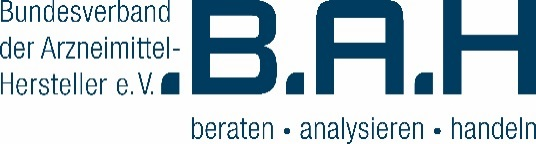 Bundesverband
der Arzneimittel-
Hersteller e.V.
.B.A.H
beraten • analysieren • handeln